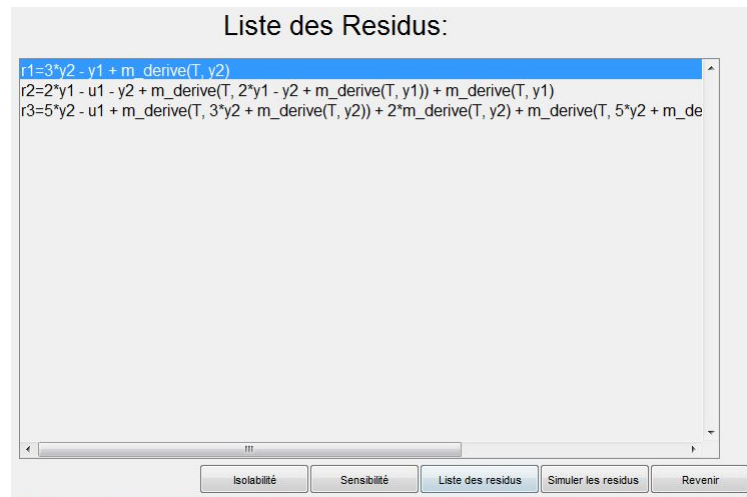 Liste des Residus:
r1=3*y2 - y1 + m_derive(T, y2)
r2=2*y1 - u1 - y2 + m_derive(T, 2*y1 - y2 + m_derive(T, y1)) + m_derive(T, y1)
r3=5*y2 - u1 + m_derive(T, 3*y2 + m_derive(T, y2)) + 2*m_derive(T, y2) + m_derive(T, 5*y2 + m_de
Isolabilité Sensibilité Liste des residus Simuler les residus Revenir